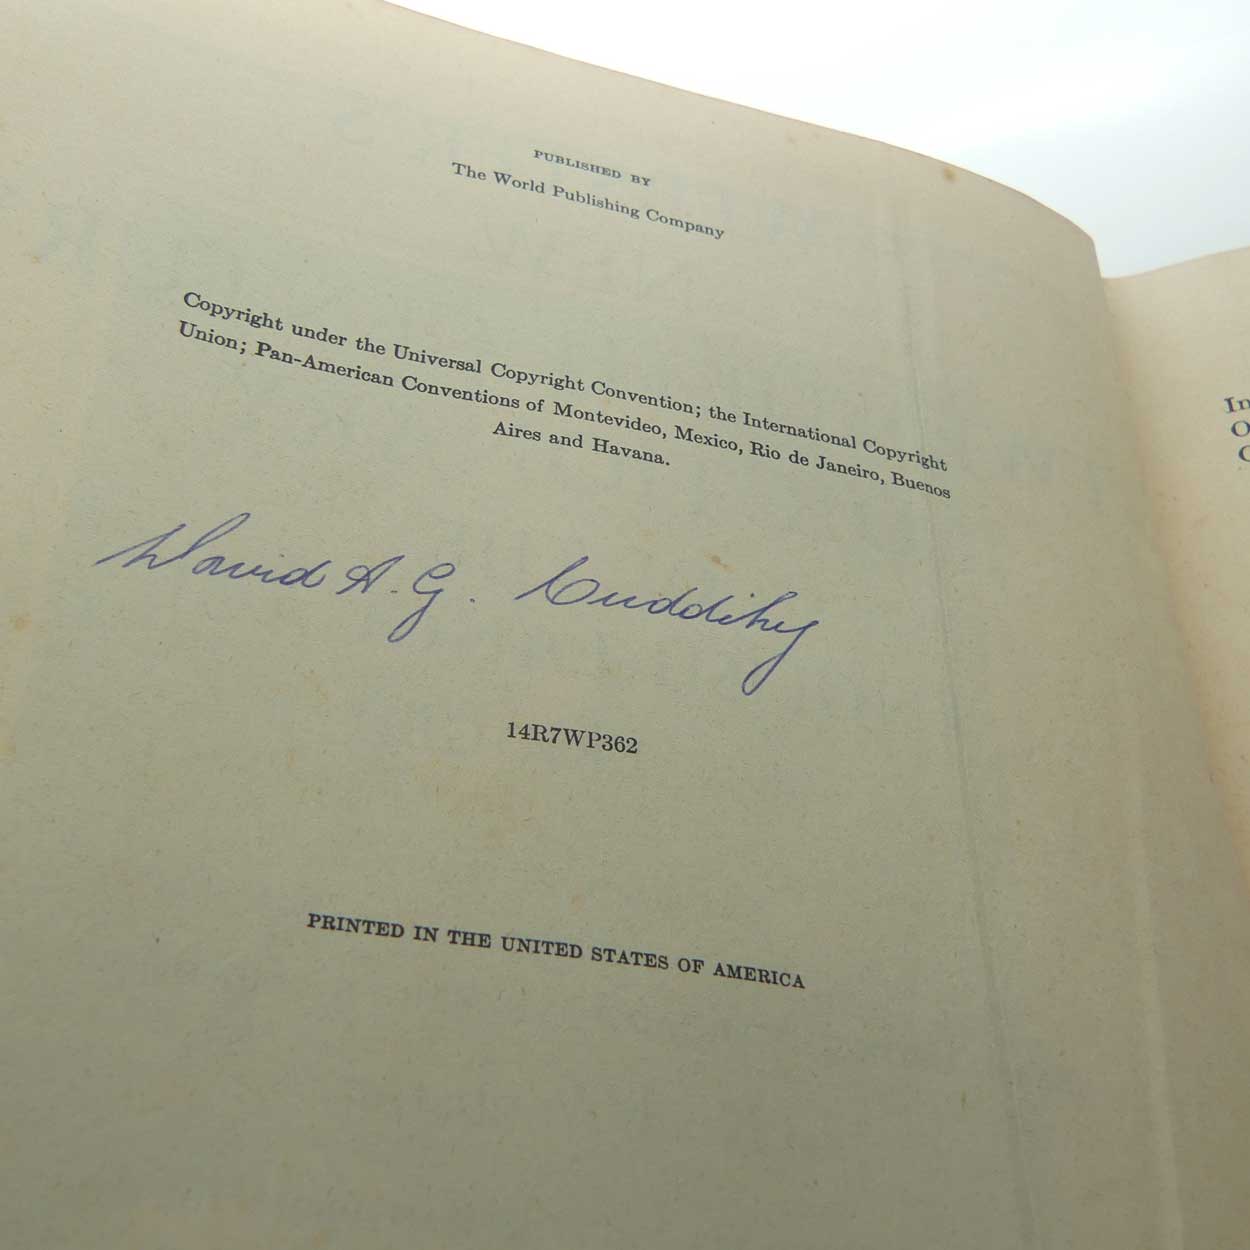 PUBLISHED BY
The World Publishing Company
Copyright under the Universal Copyright Convention; the International Copyright
Union; Pan-American Conventions of Montevideo, Mexico, Rio de Janeiro, Buenos
Aires and Havana.
David A. G. Cuddihy
14R7WP362
PRINTED IN THE UNITED STATES OF AMERICA